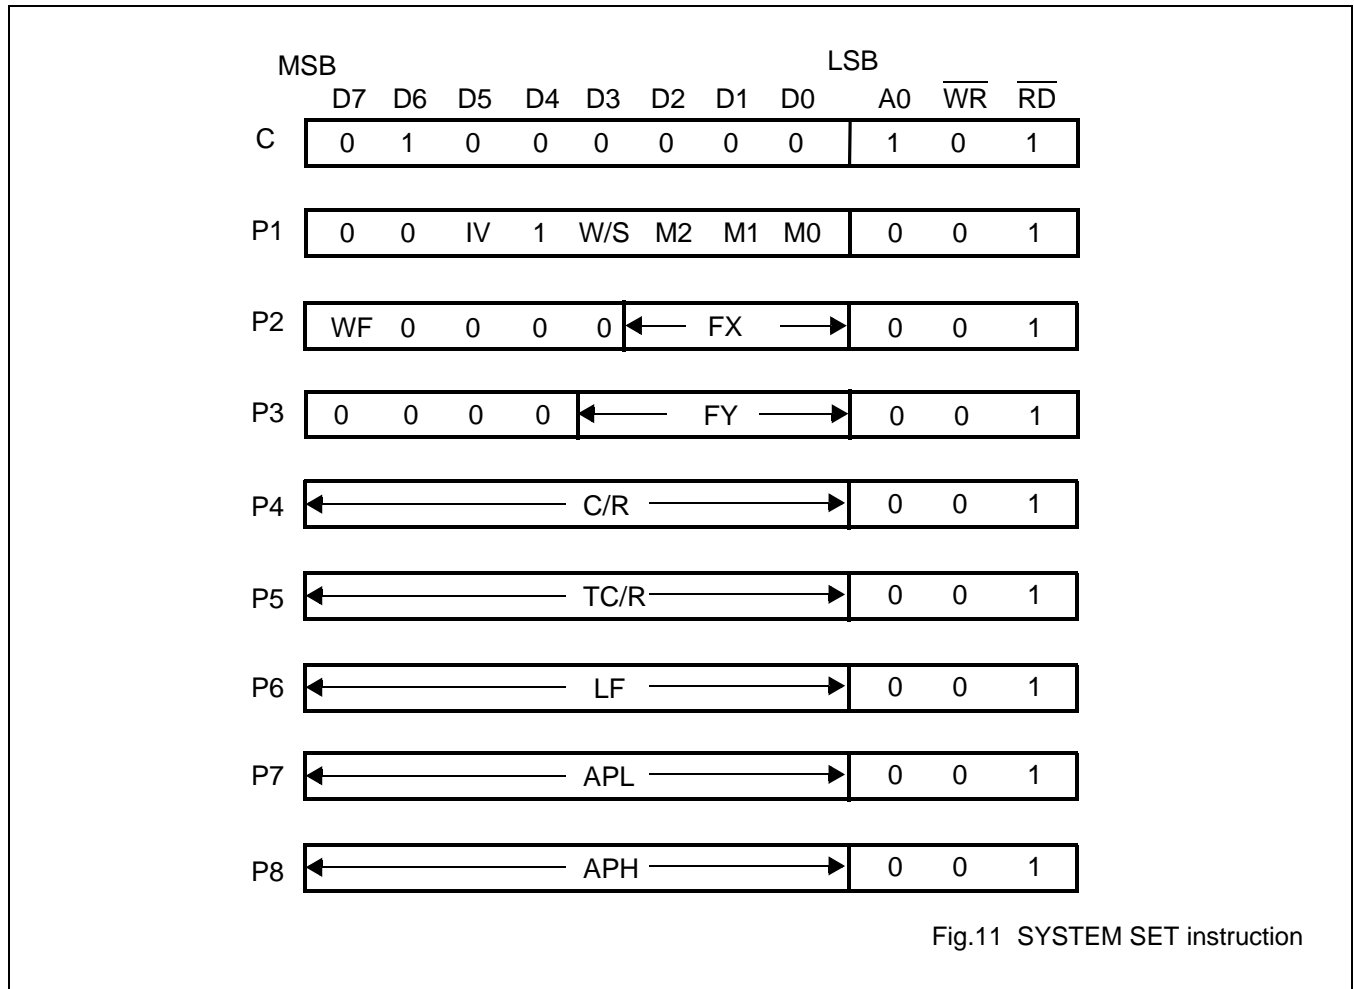 MSB LSB
D7 D6 D5 D4 D3 D2 D1 D0 A0 WR RD
C 0 1 0 0 0 0 0 0 1 0 1
P1 0 0 IV 1 W/S M2 M1 M0 0 0 1
P2 WF 0 0 0 0 FX 0 0 1
P3 0 0 0 0 FY 0 0 1
P4 C/R 0 0 1
P5 TC/R 0 0 1
P6 LF 0 0 1
P7 APL 0 0 1
P8 APH 0 0 1
Fig.11 SYSTEM SET instruction